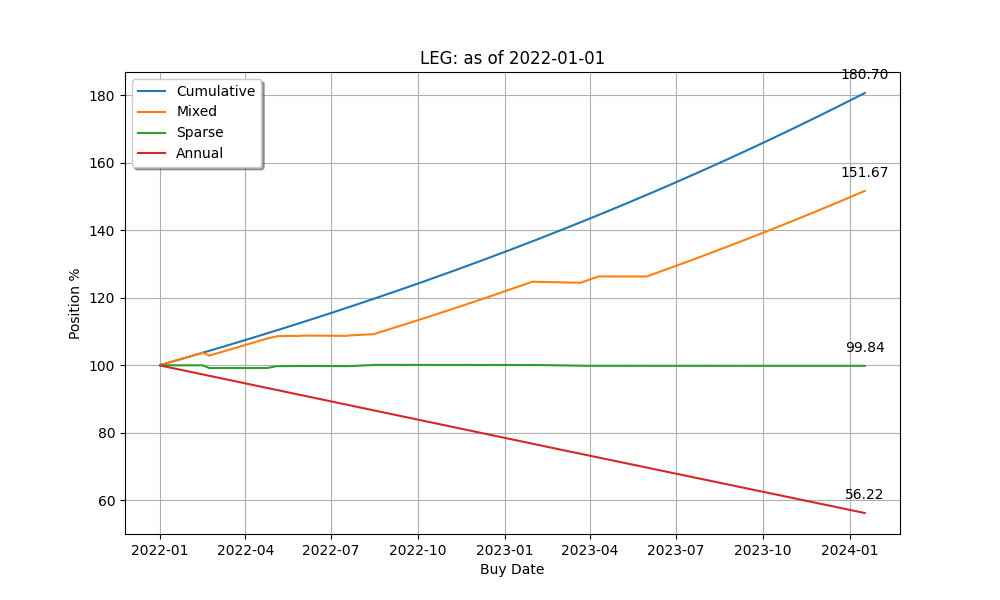 LEG: as of 2022-01-01
Cumulative
Mixed
Sparse
Annual
180.70
151.67
99.84
56.22
Position %
180
160
140
120
100
80
60
2022-01 2022-04 2022-07 2022-10 2023-01 2023-04 2023-07 2023-10 2024-01
Buy Date